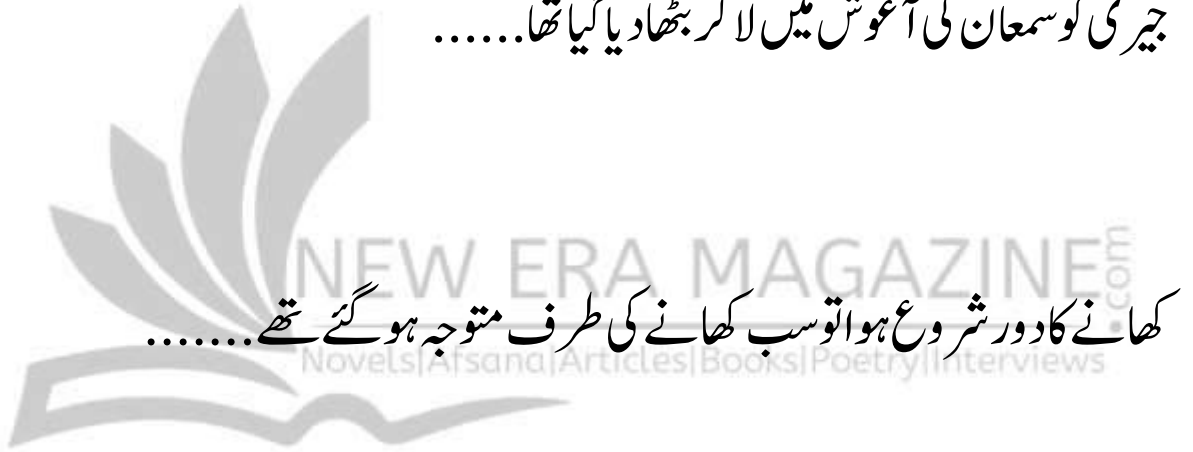 جیری کو سمعان کی آغوش میں لا کر بٹھا دیا گیا تھا......
NEW ERA MAGAZINE.com
کھانے کا دور شروع ہوا تو سب کھانے کی طرف متوجہ ہو گئے تھے.......
Novels|Afsana|Articles|Books|Poetry|Interviews